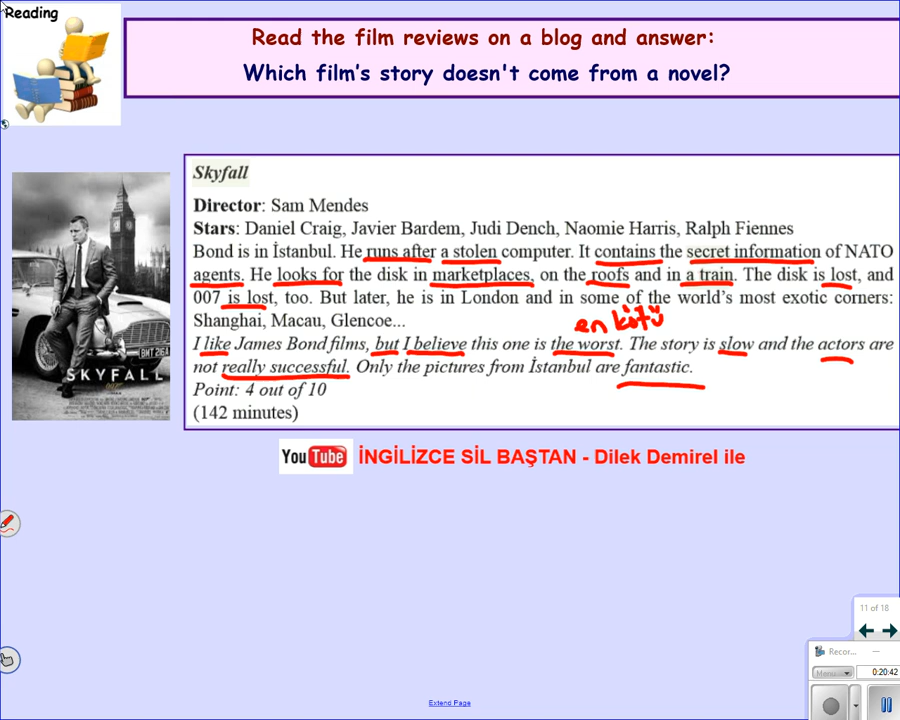 Reading
Read the film reviews on a blog and answer:
Which film's story doesn't come from a novel?
Skyfall
Director: Sam Mendes
Stars: Daniel Craig, Javier Bardem, Judi Dench, Naomie Harris, Ralph Fiennes
Bond is in İstanbul. He runs after a stolen computer. It contains the secret information of NATO
agents. He looks for the disk in marketplaces, on the roofs and in a train. The disk is lost, and
007 is lost, too. But later, he is in London and in some of the world's most exotic corners:
Shanghai, Macau, Glencoe...
en kötü
I like James Bond films, but I believe this one is the worst. The story is slow and the actors are
not really successful. Only the pictures from İstanbul are fantastic.
Point: 4 out of 10
(142 minutes)
BMT 216A
SKYFALL
007
You Tube İNGİLİZCE SİL BAŞTAN - Dilek Demirel ile
11 of 18
Recor...
Menu...
0:20:42
Extend Page